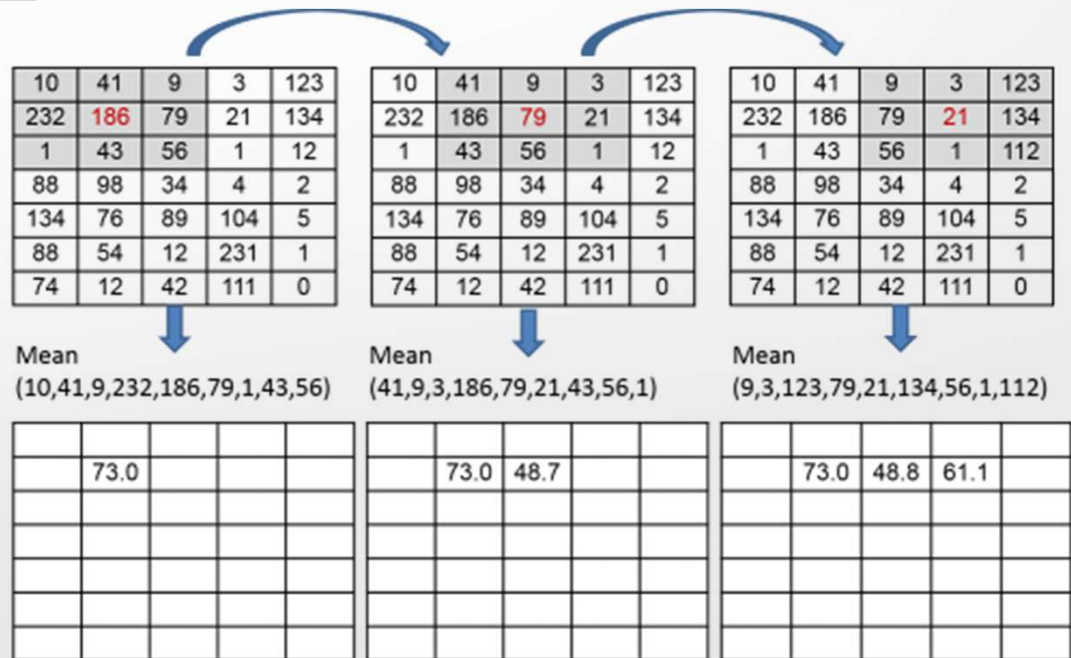 10 41 9 3 123
232 186 79 21 134
1 43 56 1 12
88 98 34 4 2
134 76 89 104 5
88 54 12 231 1
74 12 42 111 0
Mean
(10,41,9,232,186,79,1,43,56)
73.0
10 41 9 3 123
232 186 79 21 134
1 43 56 1 12
88 98 34 4 2
134 76 89 104 5
88 54 12 231 1
74 12 42 111 0
Mean
(41,9,3,186,79,21,43,56,1)
73.0 48.7
10 41 9 3 123
232 186 79 21 134
1 43 56 1 112
88 98 34 4 2
134 76 89 104 5
88 54 12 231 1
74 12 42 111 0
Mean
(9,3,123,79,21,134,56,1,112)
73.0 48.8 61.1